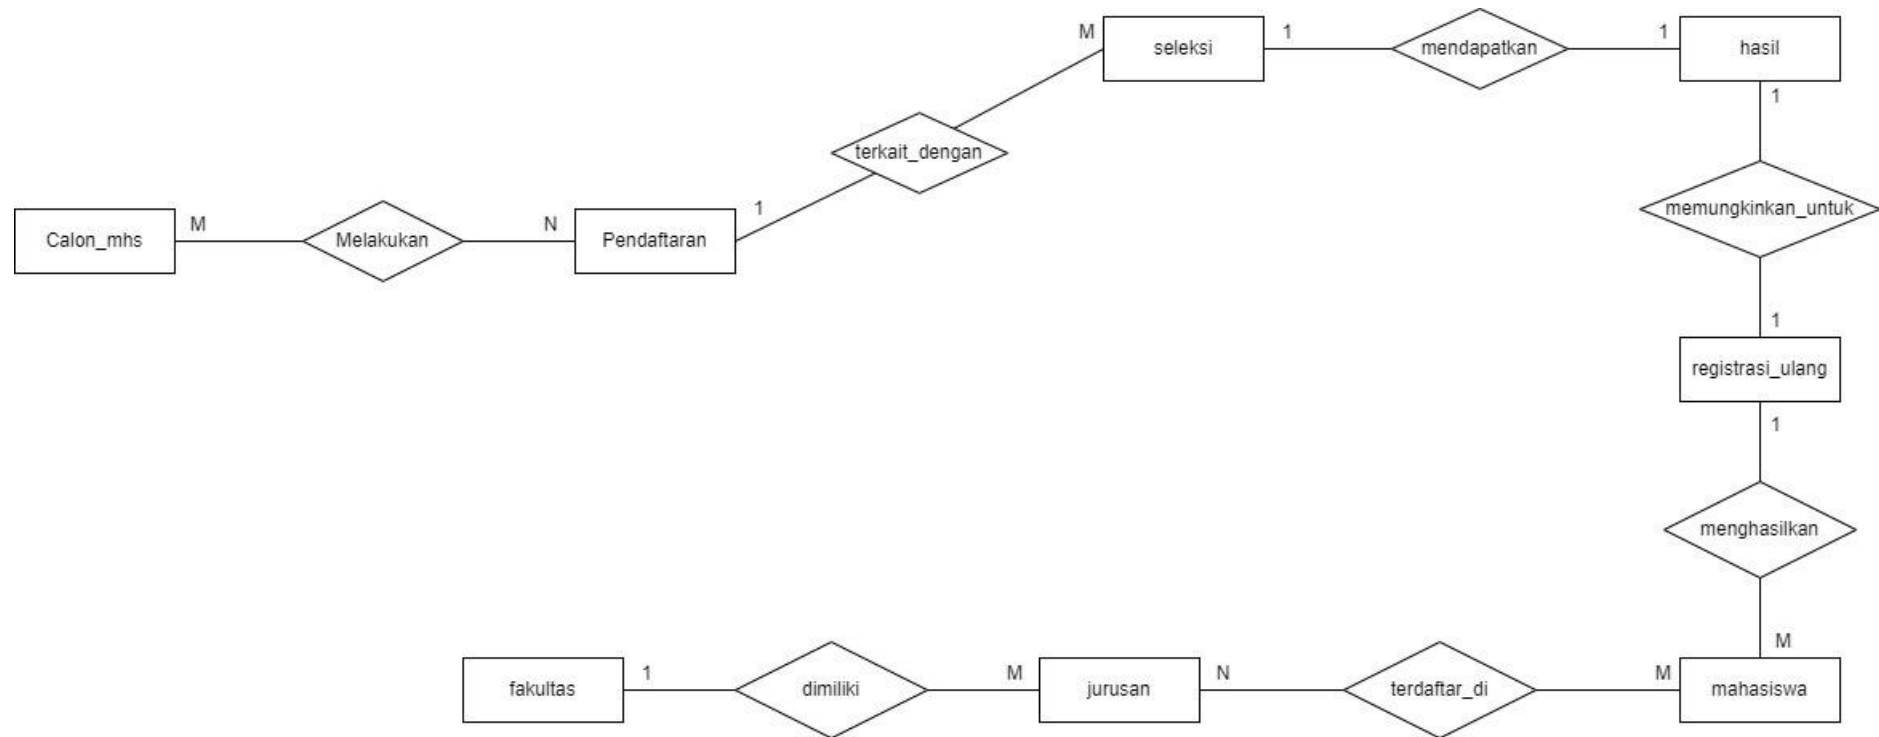 M
seleksi
1
mendapatkan
1
hasil
1
terkait_dengan
memungkinkan_untuk
1
Calon_mhs
M
Melakukan
N
Pendaftaran
1
registrasi_ulang
1
menghasilkan
M
fakultas
1
dimiliki
M
jurusan
N
terdaftar_di
M
mahasiswa